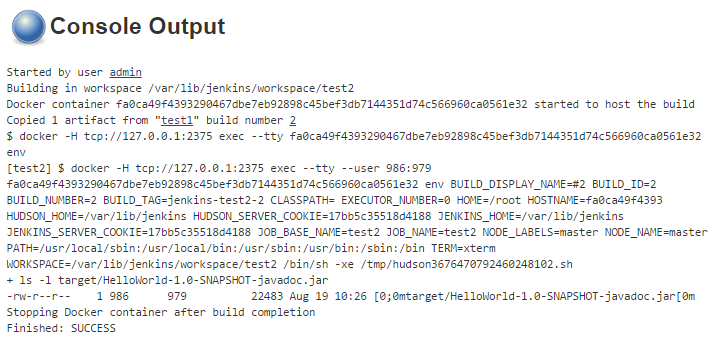 Console Output
Started by user admin
Building in workspace /var/lib/jenkins/workspace/test2
Docker container fa0ca49f4393290467dbe7eb92898c45bef3db7144351d74c566960ca0561e32 started to host the build
Copied 1 artifact from "test1" build number 2
$ docker -H tcp://127.0.0.1:2375 exec --tty fa0ca49f4393290467dbe7eb92898c45bef3db7144351d74c566960ca0561e32
env
[test2] $ docker -H tcp://127.0.0.1:2375 exec --tty --user 986:979
fa0ca49f4393290467dbe7eb92898c45bef3db7144351d74c566960ca0561e32 env BUILD_DISPLAY_NAME=#2 BUILD_ID=2
BUILD_NUMBER=2 BUILD_TAG=jenkins-test2-2 CLASSPATH= EXECUTOR_NUMBER=0 HOME=/root HOSTNAME=fa0ca49f4393
HUDSON_HOME=/var/lib/jenkins HUDSON_SERVER_COOKIE=17bb5c35518d4188 JENKINS_HOME=/var/lib/jenkins
JENKINS_SERVER_COOKIE=17bb5c35518d4188 JOB_BASE_NAME=test2 JOB_NAME=test2 NODE_LABELS=master NODE_NAME=master
PATH=/usr/local/sbin:/usr/local/bin:/usr/sbin:/usr/bin:/sbin:/bin TERM=xterm
WORKSPACE=/var/lib/jenkins/workspace/test2 /bin/sh -xe /tmp/hudson3676470792460248102.sh
+ ls -l target/HelloWorld-1.0-SNAPSHOT-javadoc.jar
-rw-r--r-- 1 986 979 22483 Aug 19 10:26 [0;0mtarget/HelloWorld-1.0-SNAPSHOT-javadoc.jar[0m
Stopping Docker container after build completion
Finished: SUCCESS